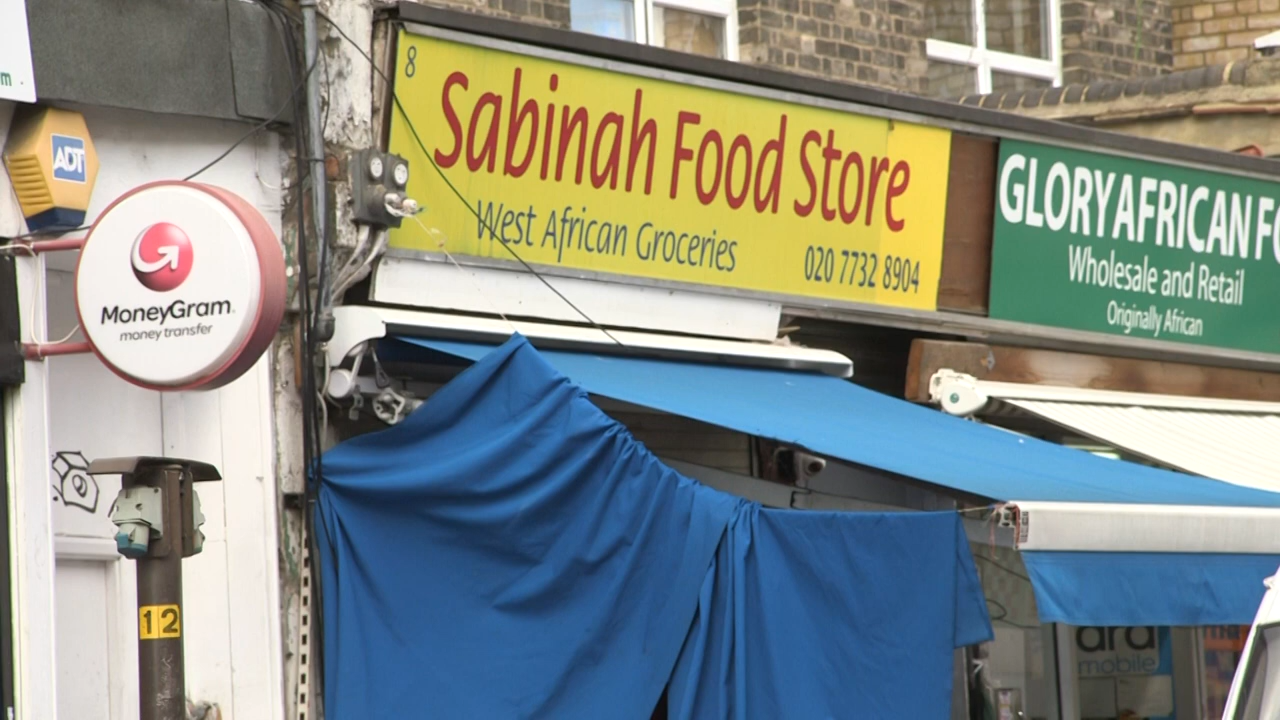 ADT
MoneyGram.
money transfer
12
8
Sabinah Food Store
West African Groceries
020 7732 8904
GLORY AFRICAN
Wholesale and Retail
Originally African
mobile